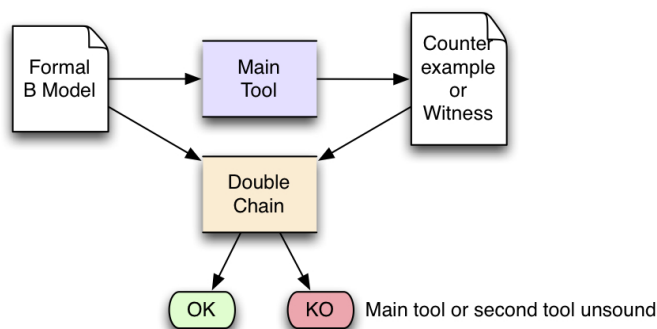 Formal
B Model
Main
Tool
Counter
example
or
Witness
Double
Chain
OK
KO
Main tool or second tool unsound